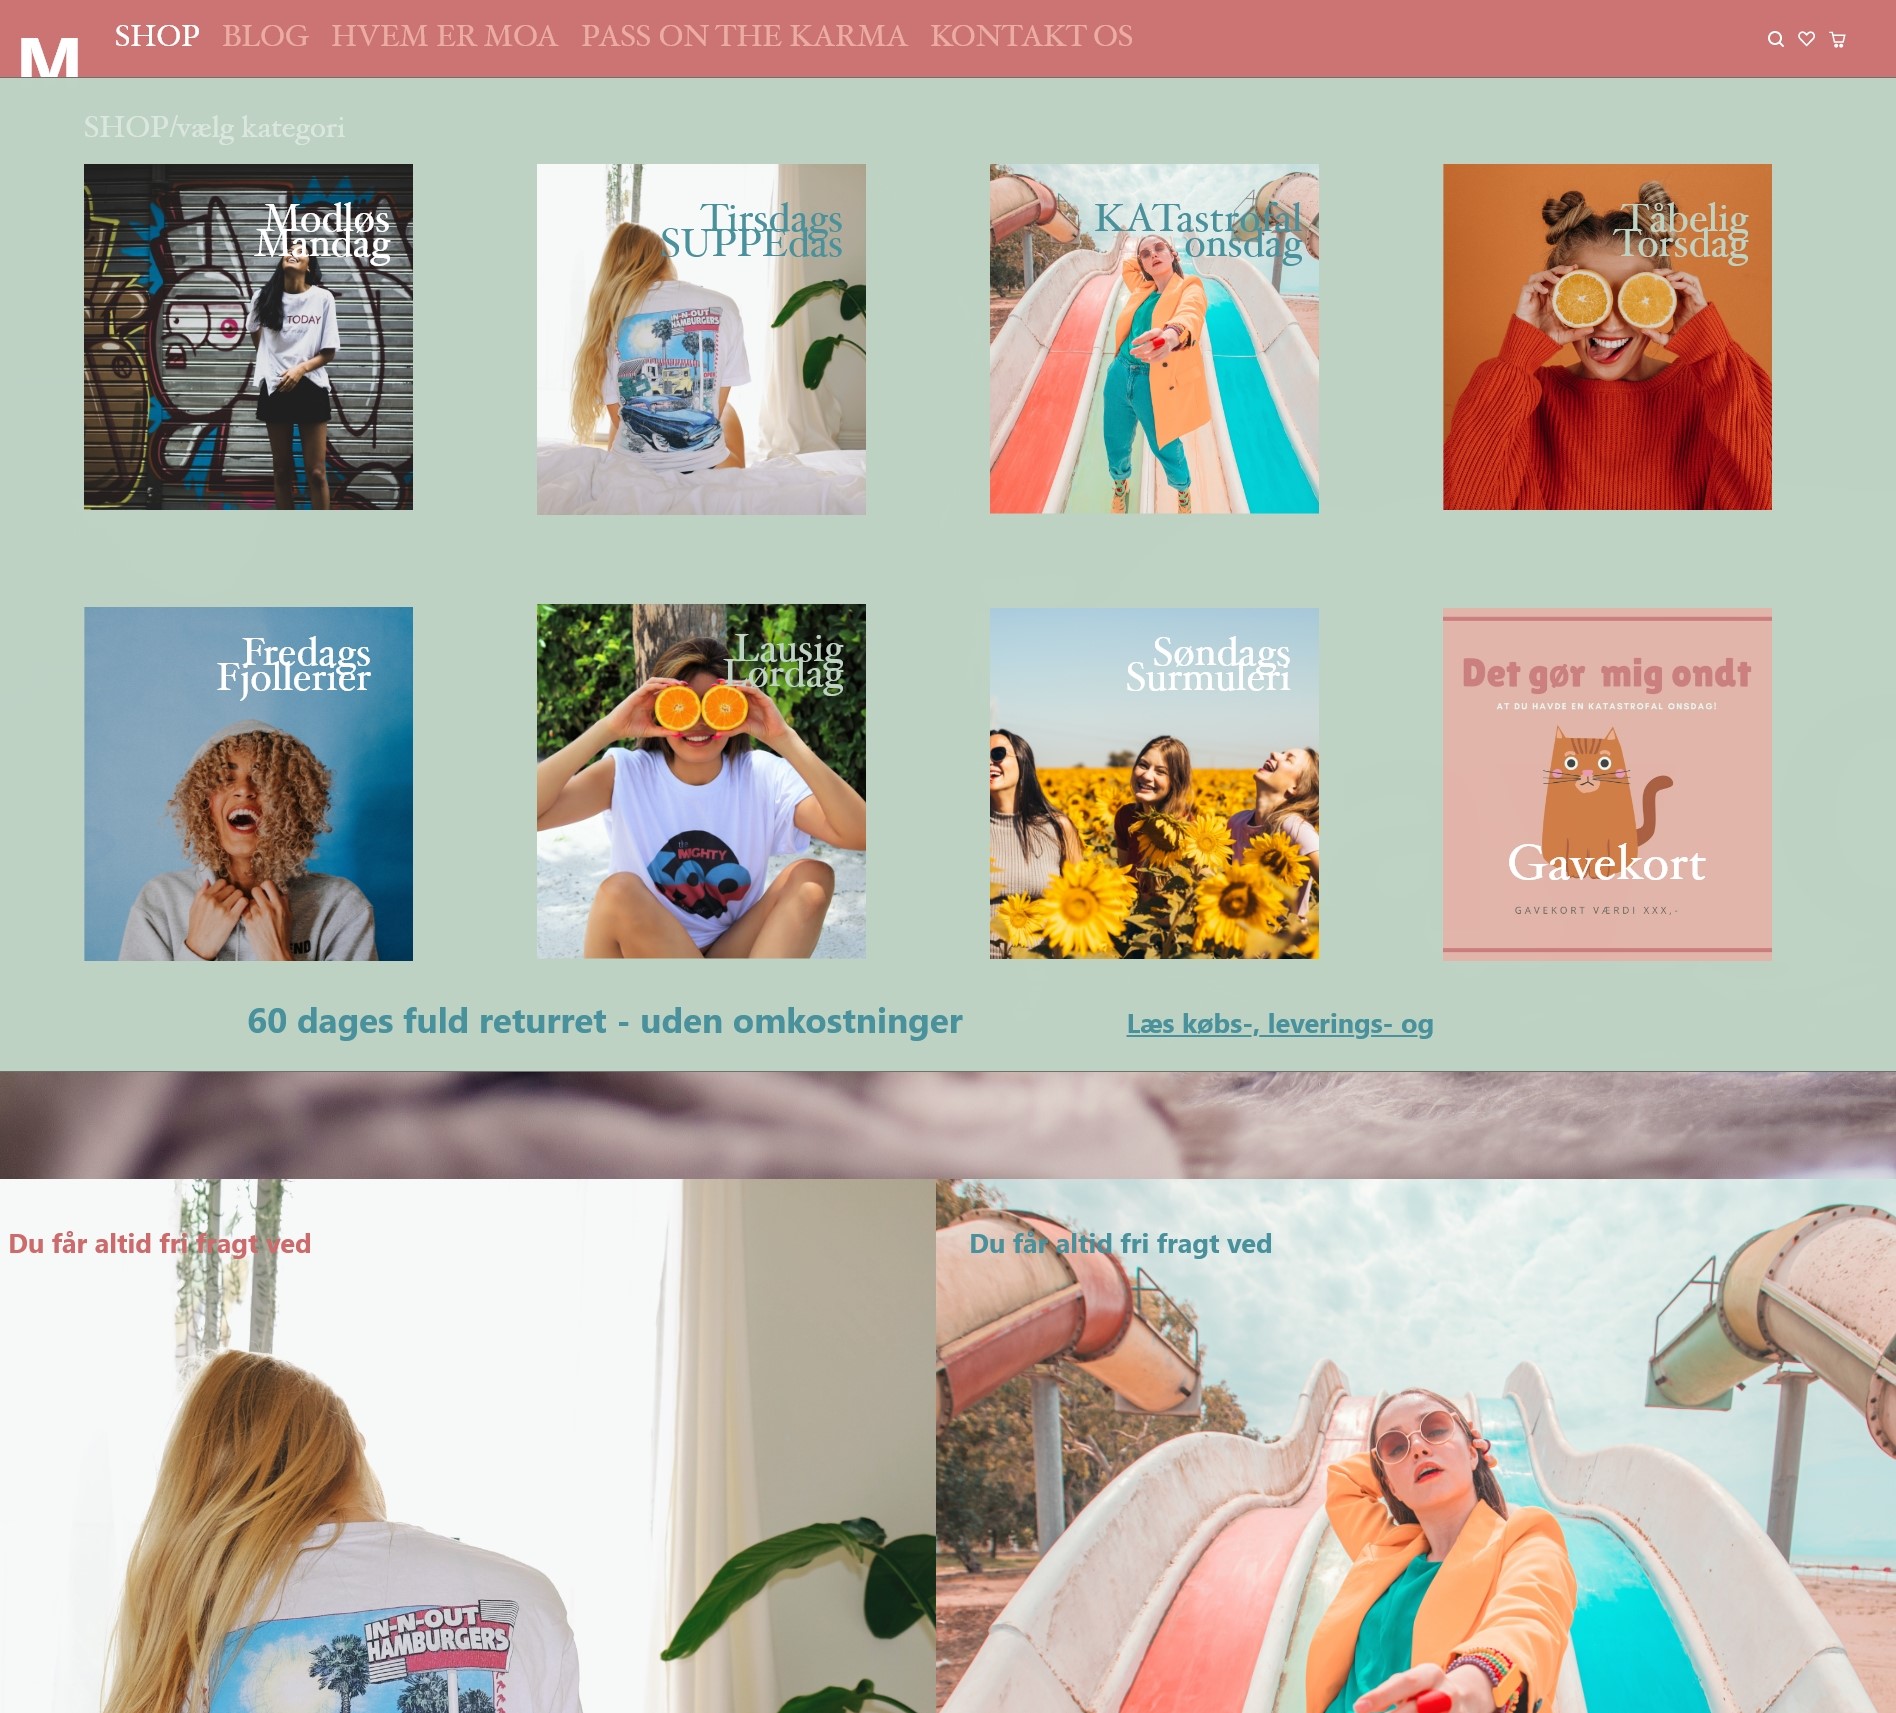 M
SHOP BLOG HVEM ER MOA PASS ON THE KARMA KONTAKT OS
SHOP/vælg kategori
Modløs
Mandag
TODAY
Tirsdags
SUPPEdas
IN-N-OUT
HAMBURGERS
KATastrofal
onsdag
Tåbelig
Torsdag
Fredags
Fjollerier
END
Lausig
Lørdag
the
MIGHTY
Søndags
Surmuleri
Det gør mig ondt
AT DU HAVDE EN KATASTROFAL ONSDAG!
Gavekort
GAVEKORT VÆRDI XXX,-
60 dages fuld returret - uden omkostninger
Læs købs-, leverings- og
Du får altid fri fragt ved
Du får altid fri fragt ved
IN-N-OUT
HAMBURGERS